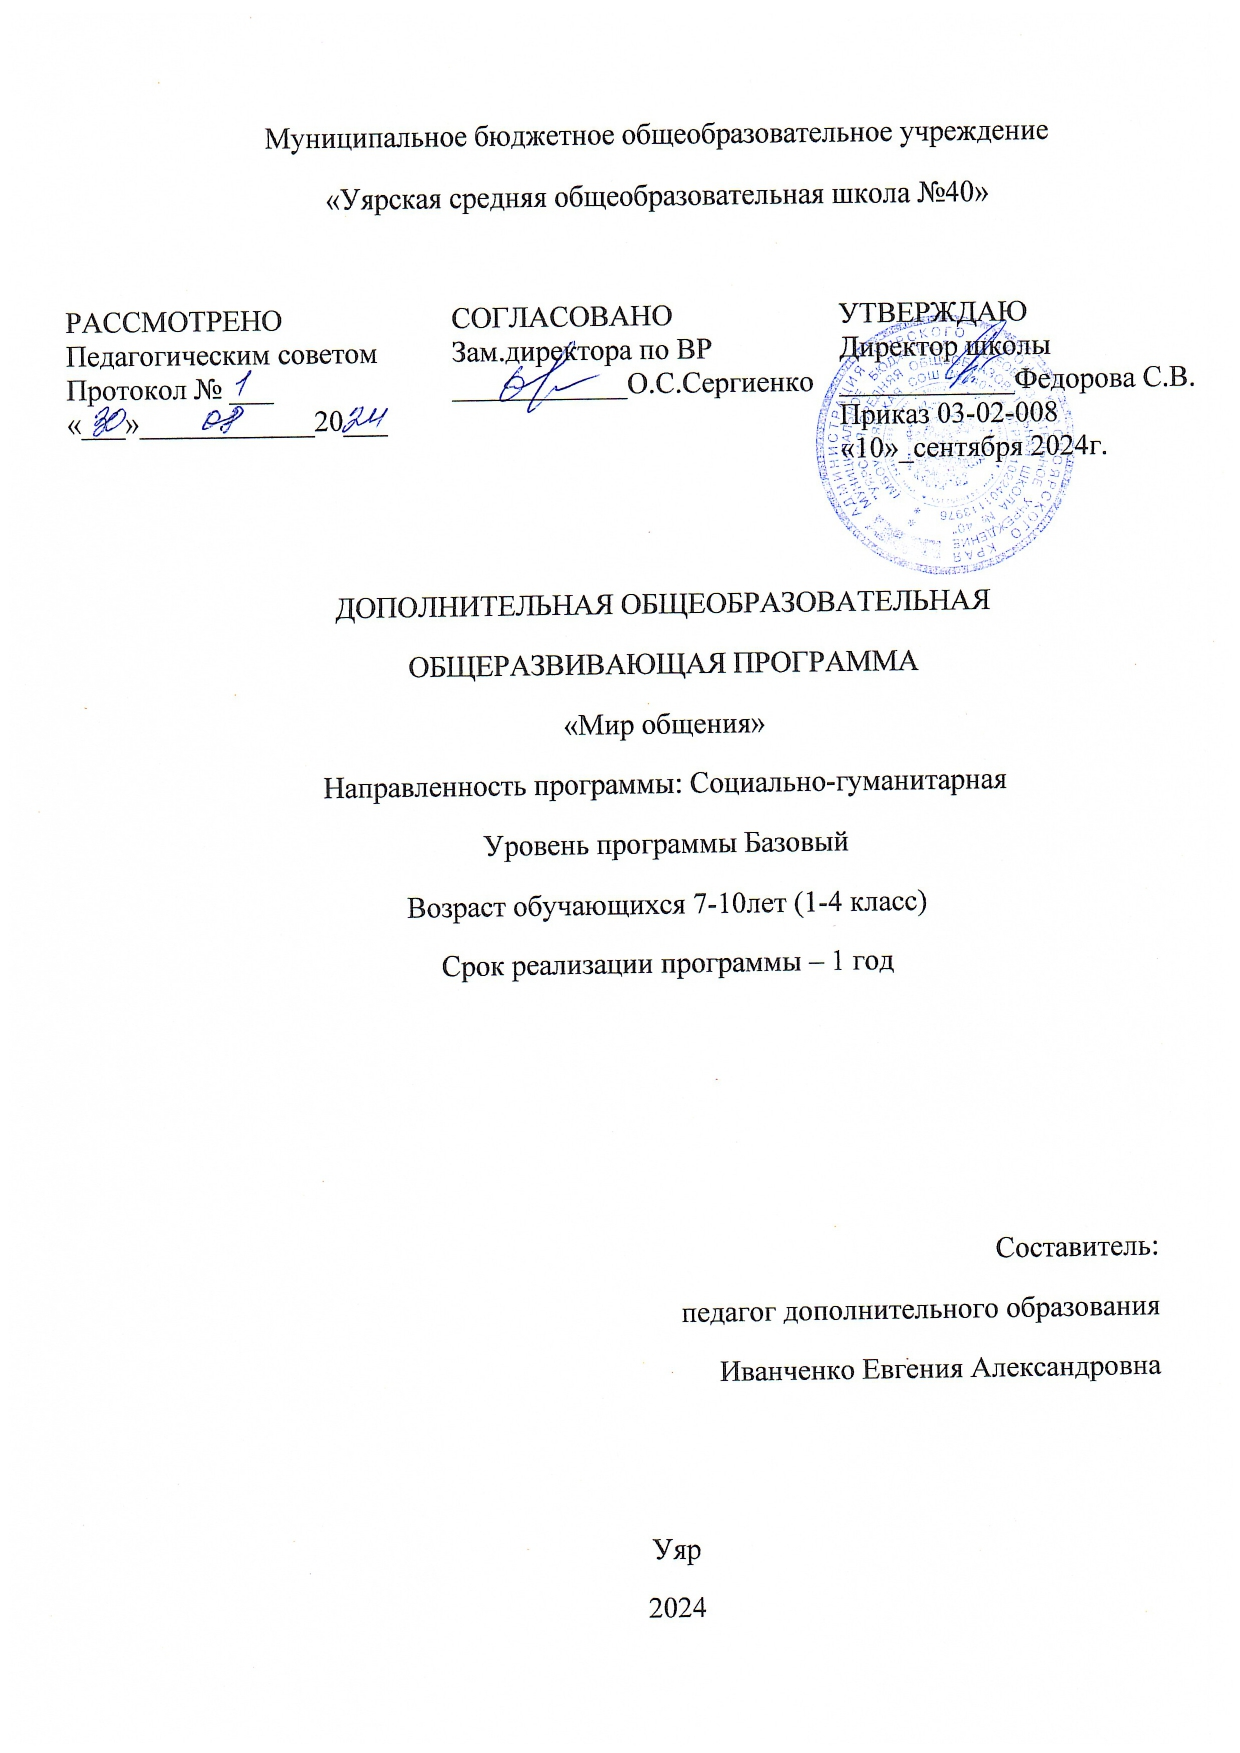 Муниципальное бюджетное общеобразовательное учреждение
«Уярская средняя общеобразовательная школа №40»
РАССМОТРЕНО
Педагогическим советом
Протокол № 1
«30» 08 2024
СОГЛАСОВАНО
Зам.директора по ВР
____________О.С.Сергиенко
УТВЕРЖДАЮ
Директор школы
____________Федорова С.В.
Приказ 03-02-008
«10»_сентября 2024г.
ДОПОЛНИТЕЛЬНАЯ ОБЩЕОБРАЗОВАТЕЛЬНАЯ
ОБЩЕРАЗВИВАЮЩАЯ ПРОГРАММА
«Мир общения»
Направленность программы: Социально-гуманитарная
Уровень программы Базовый
Возраст обучающихся 7-10лет (1-4 класс)
Срок реализации программы – 1 год
Составитель:
педагог дополнительного образования
Иванченко Евгения Александровна
Уяр
2024